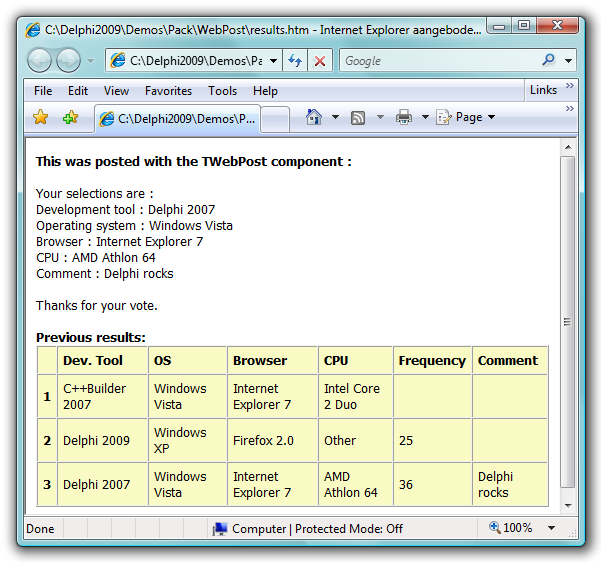 C:\Delphi2009\Demos\Pack\WebPost\results.htm - Internet Explorer aangebode...
C:\Delphi2009\Demos\Pa
Google
File Edit View Favorites Tools Help Links »
C:\Delphi2009\Demos\P... Page »
This was posted with the TWebPost component :
Your selections are :
Development tool : Delphi 2007
Operating system : Windows Vista
Browser : Internet Explorer 7
CPU : AMD Athlon 64
Comment : Delphi rocks
Thanks for your vote.
Previous results:
Dev. Tool OS Browser CPU Frequency Comment
1 C++Builder 2007 Windows Vista Internet Explorer 7 Intel Core 2 Duo
2 Delphi 2009 Windows XP Firefox 2.0 Other 25
3 Delphi 2007 Windows Vista Internet Explorer 7 AMD Athlon 64 36 Delphi rocks
Done Computer | Protected Mode: Off 100%